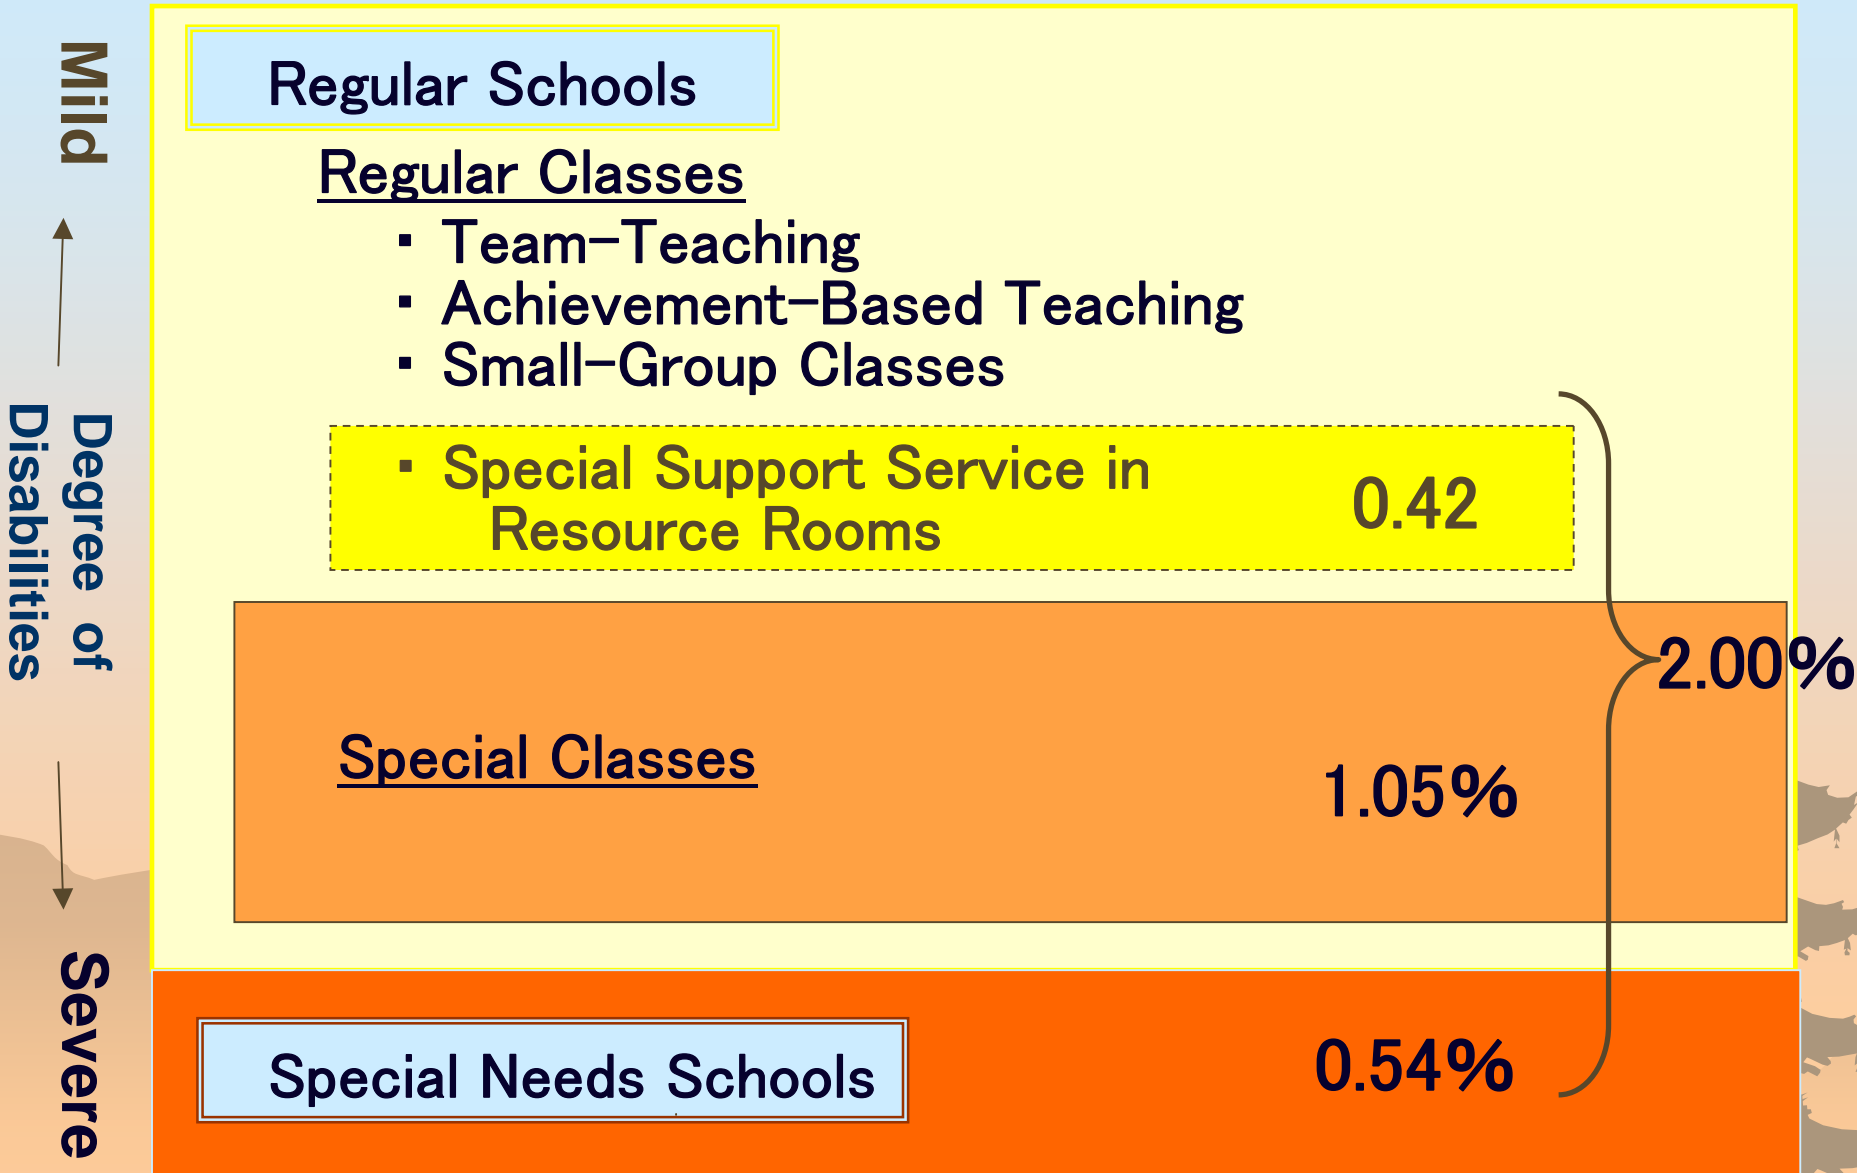 Mild
Degree of
Disabilities
Severe
Regular Schools
Regular Classes
▪ Team-Teaching
▪ Achievement-Based Teaching
▪ Small-Group Classes
▪ Special Support Service in
Resource Rooms
0.42
2.00%
Special Classes
1.05%
Special Needs Schools
0.54%